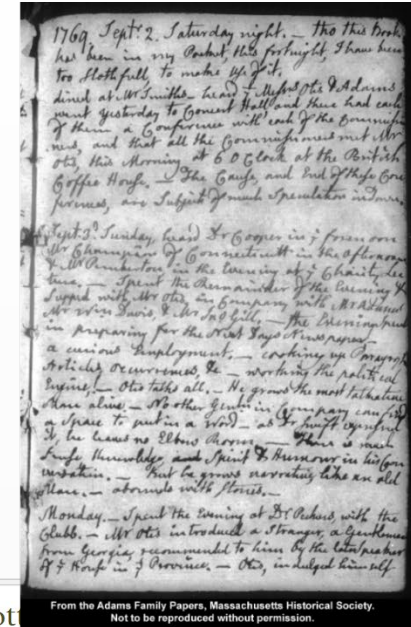 1769. Septr. 2. Saturday night. — tho this Book
has been in my Pocket this fortnight, I have been
too slothfull, to make use of it.
dined at Mr. Smiths — heard Messrs Otis & Adams
went Yesterday to Concert Hall and there had each
of them a Conference with each of the Commissio
ners, and that all the Commissioners met Mr
Otis, this Morning at 6 O Clock at the British
Coffee House. — The Cause, and End of these Con
ferences, are Subject of much Speculation in Town.
Septr. 3d. Sunday, heard Dr Cooper in ye forenoon
Mr Champion of Connecticutt in the afternoon
& Mr Pemberton, in the Evening at ye Charity Lec
ture. — Spent the Remainder of the Evening &
Supped with Mr Otis, in Company with Mr Adams
Mr Wm Davis, & Mr Jno Gill, — the Evening spent
in preparing for the Next Days Newspaper —
a curious Employment. — cooking up Paragraphs
Articles, Occurrences, &c — working the political
Engine. — Otis talks all. — He grows the most talkative
Man alive. — No other Gentn in Company can find
a Space to put in a Word — as Dr Swift expressed
it, he leaves no Elbow Room. — There is much
Sense, Knowledge, Spirit & Humour in his Con
versation. — But he grows narrative, like an old
Man. — abounds with Stories. —
Monday. — Spent the Evening at Dr Peckers, with the
Clubb. — Mr Otis introduced a Stranger, a Gentleman
from Georgia, recommended to him by the late Speaker
of ye House in ye Province. — Otis, indulged himself
ott
From the Adams Family Papers, Massachusetts Historical Society.
Not to be reproduced without permission.